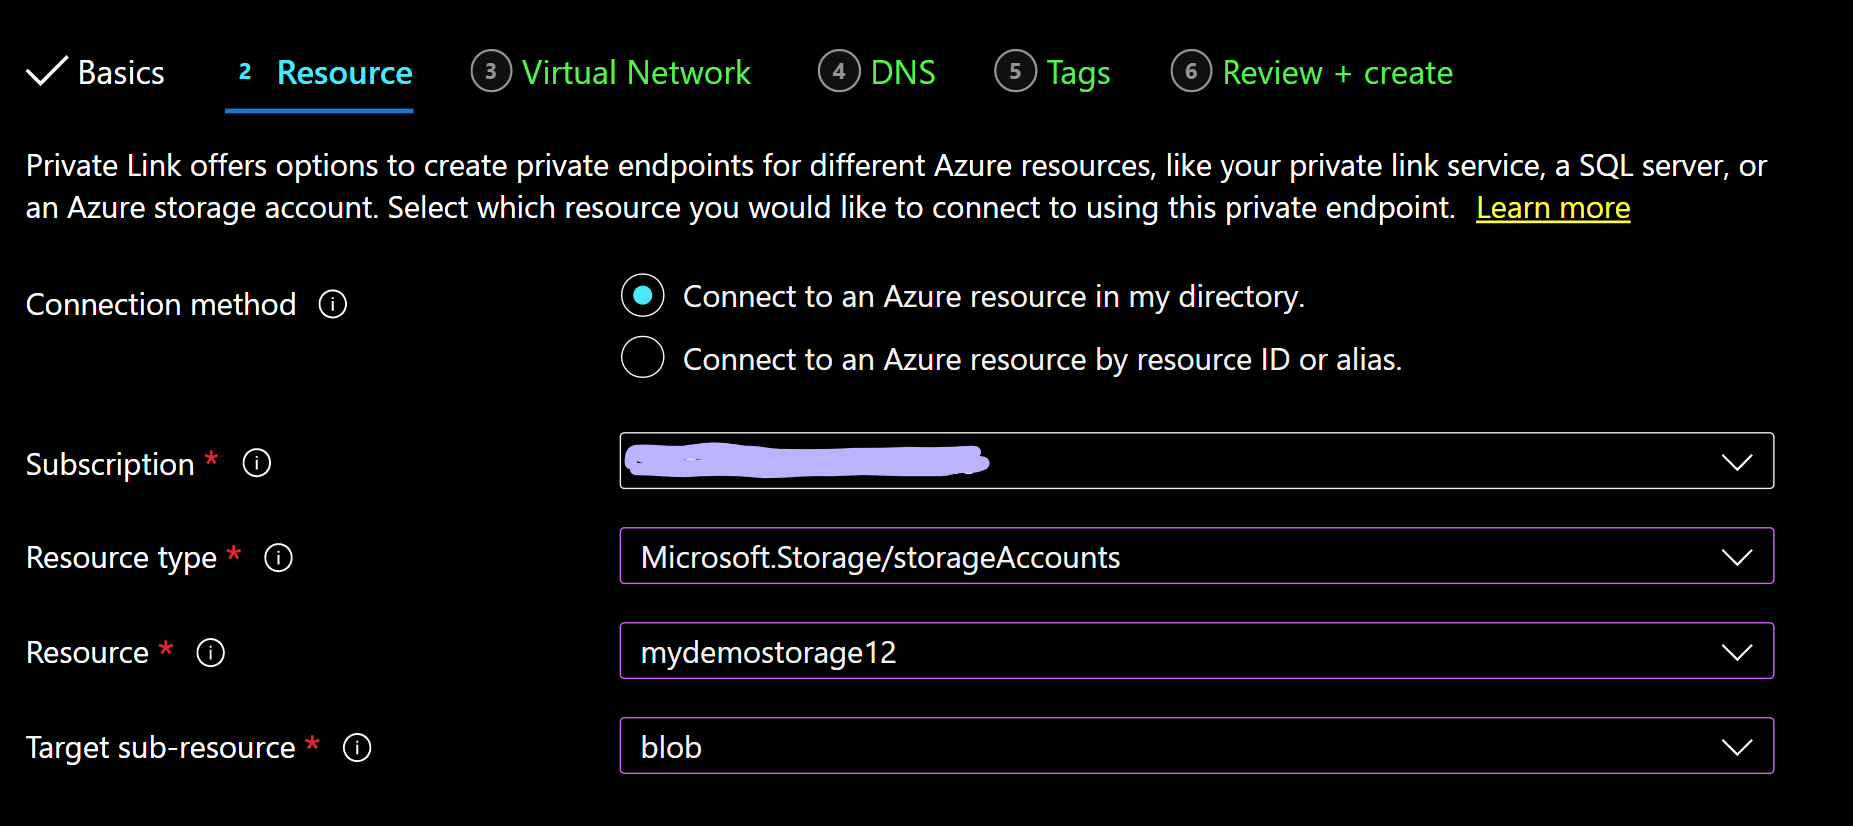 Basics 2 Resource 3 Virtual Network 4 DNS 5 Tags 6 Review + create
Private Link offers options to create private endpoints for different Azure resources, like your private link service, a SQL server, or
an Azure storage account. Select which resource you would like to connect to using this private endpoint. Learn more
Connection method i Connect to an Azure resource in my directory.
Connect to an Azure resource by resource ID or alias.
Subscription * i
Resource type * i Microsoft.Storage/storageAccounts
Resource * i mydemostorage12
Target sub-resource * i blob